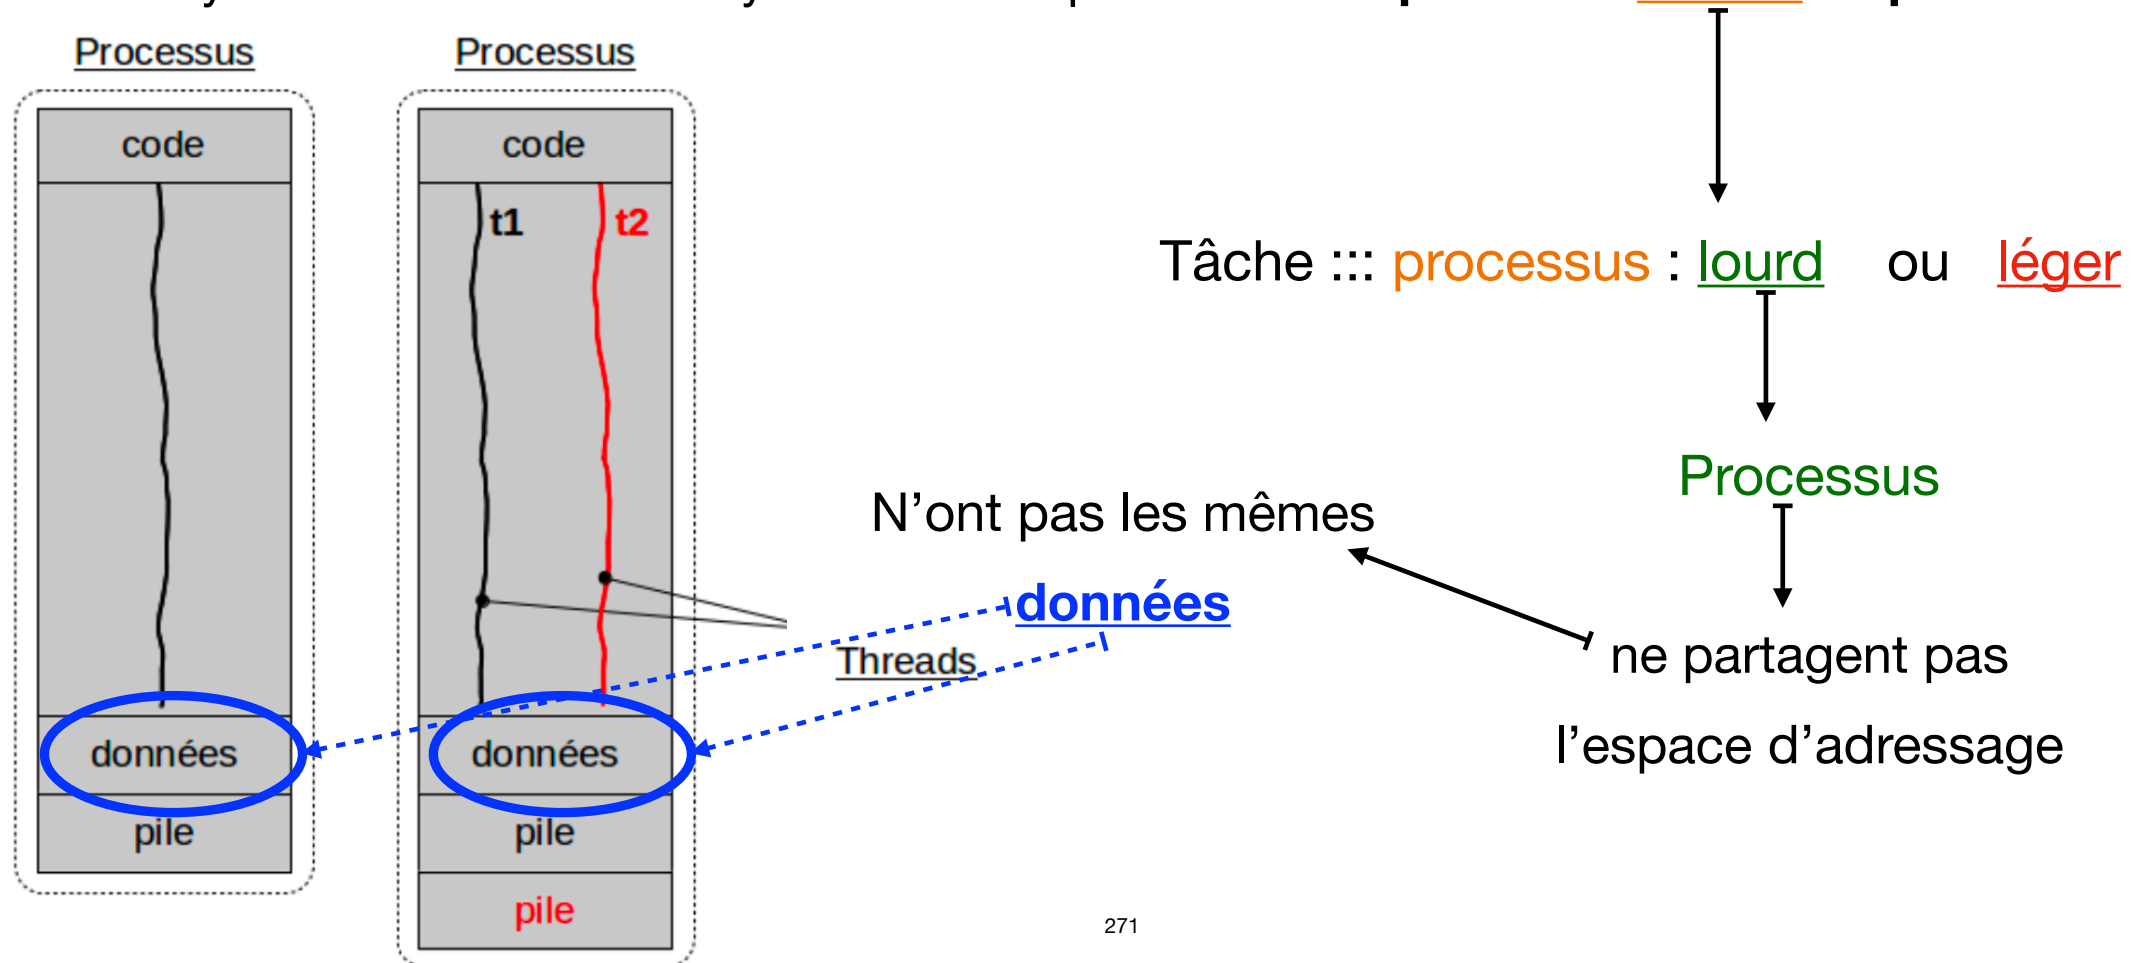 Processus
Processus
code
code
t1
t2
Tâche ::: processus : lourd ou léger
Processus
N'ont pas les mêmes
données
Threads
ne partagent pas
l'espace d'adressage
données
données
pile
pile
pile
271